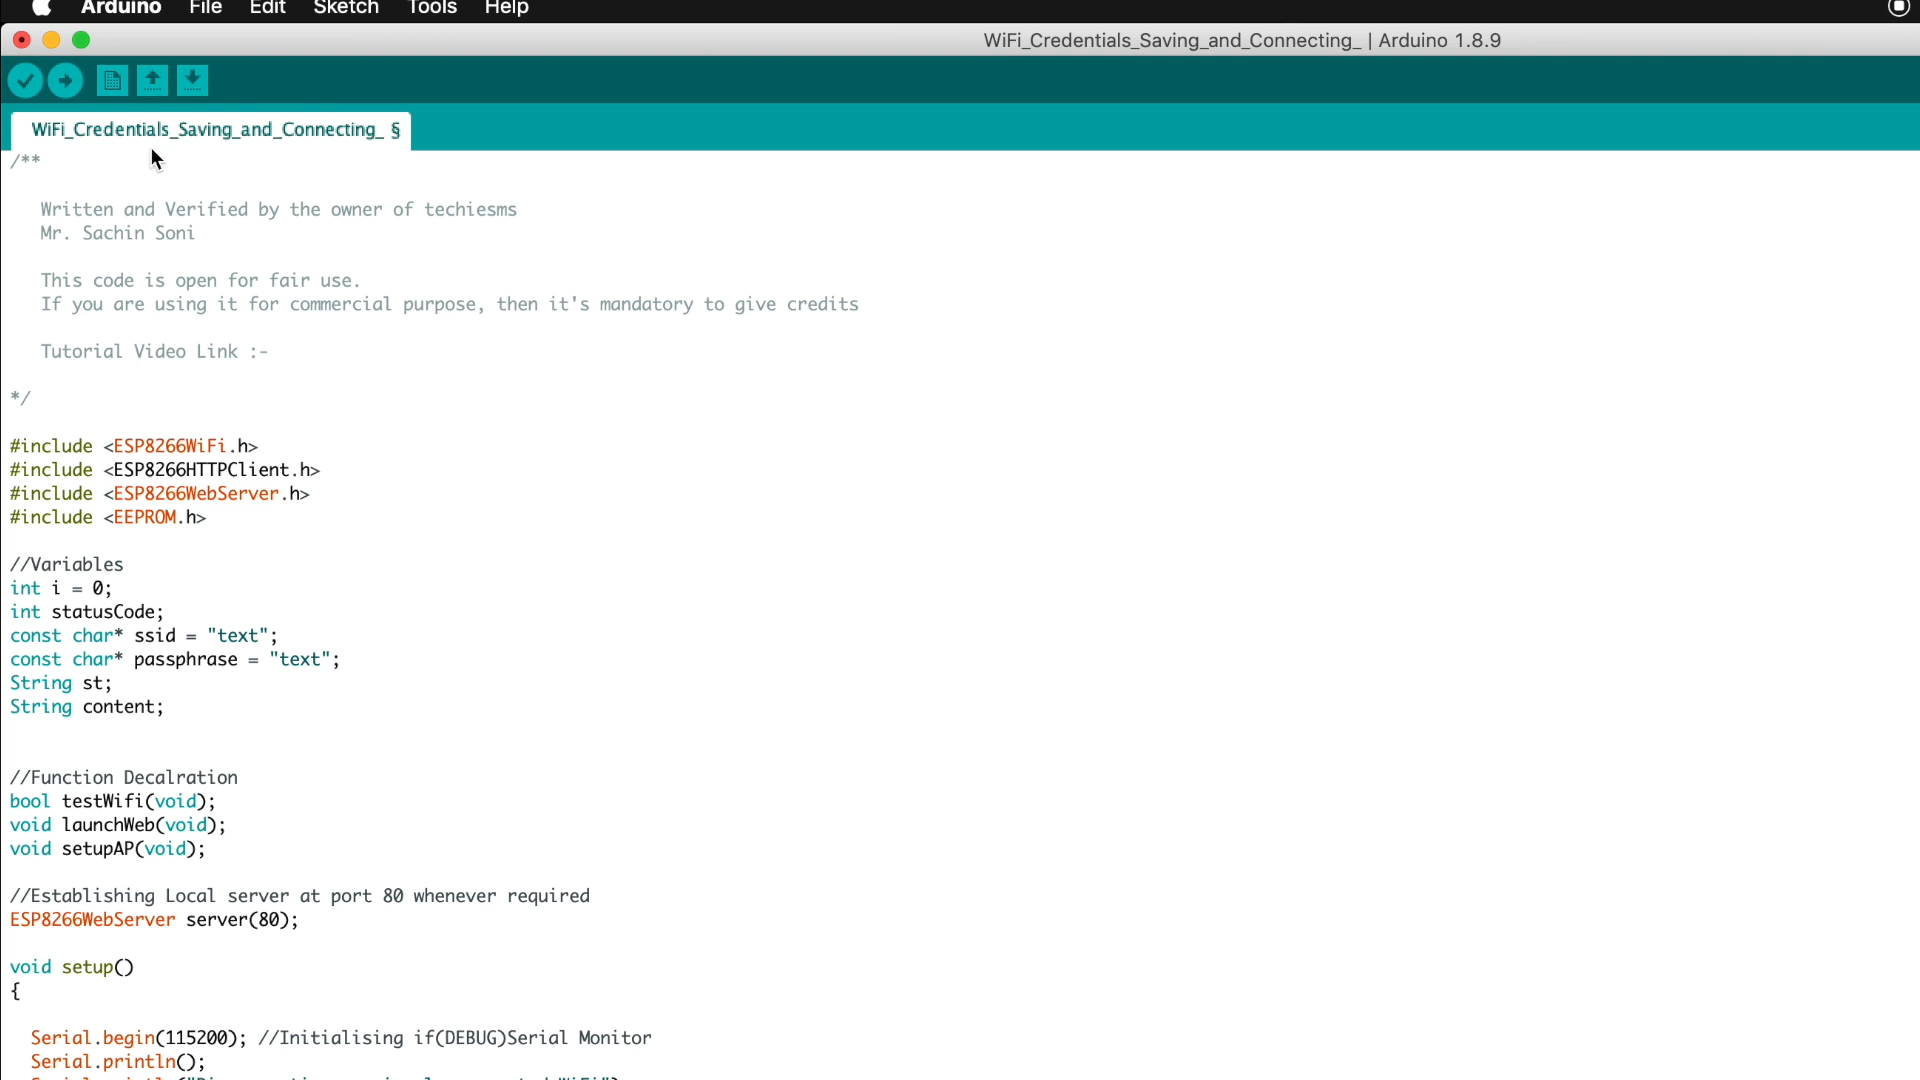 Arduino File Edit Sketch Tools Help
WiFi_Credentials_Saving_and_Connecting_ | Arduino 1.8.9
WiFi_Credentials_Saving_and_Connecting_ §
/**
Written and Verified by the owner of techiesms
Mr. Sachin Soni
This code is open for fair use.
If you are using it for commercial purpose, then it's mandatory to give credits
Tutorial Video Link :-
*/
#include <ESP8266WiFi.h>
#include <ESP8266HTTPClient.h>
#include <ESP8266WebServer.h>
#include <EEPROM.h>
//Variables
int i = 0;
int statusCode;
const char* ssid = "text";
const char* passphrase = "text";
String st;
String content;
//Function Decalration
bool testWifi(void);
void launchWeb(void);
void setupAP(void);
//Establishing Local server at port 80 whenever required
ESP8266WebServer server(80);
void setup()
{
Serial.begin(115200); //Initialising if(DEBUG)Serial Monitor
Serial.println();